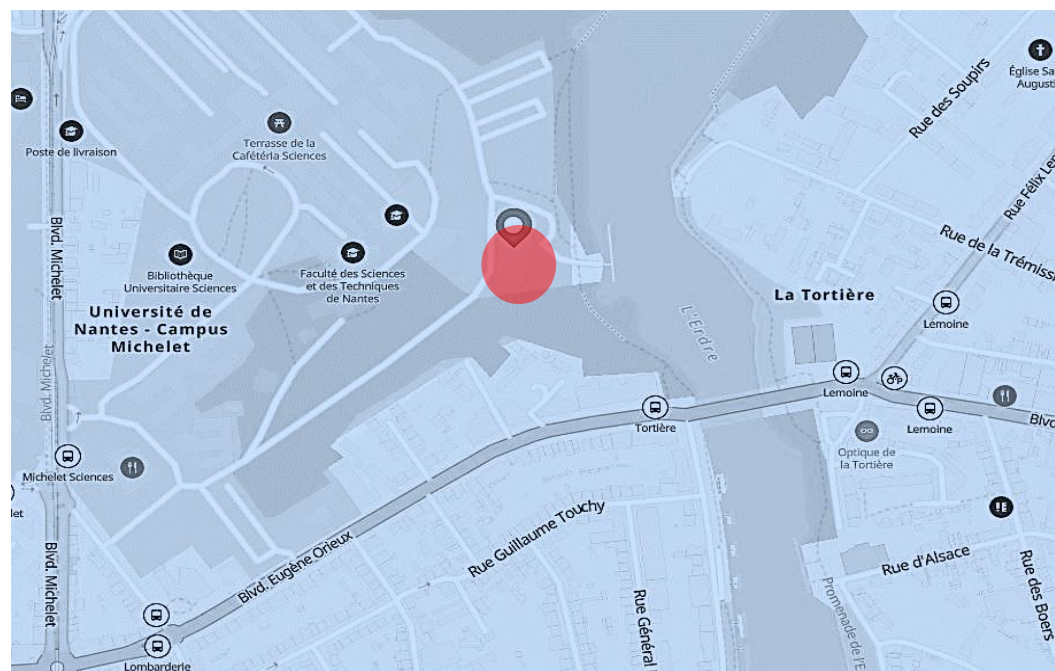 Rue des Soupirs
Église Sa
Augusti
Poste de livraison
Terrasse de la
Cafétéria Sciences
Rue Félix Le
Blvd. Michelet
Rue de la Trémiss
Bibliothèque
Universitaire Sciences
Faculté des Sciences
et des Techniques
de Nantes
La Tortière
Université de
Nantes - Campus
Michelet
L'Erdre
Lemoine
Blvd. Michelet
Lemoine
Tortière
Lemoine
Blvd
Optique de
la Tortière
Michelet Sciences
let
Rue Guillaume Touchy
Blvd. Eugène Orieux
Blvd. Michelet
Rue d'Alsace
Rue des Boers
Promenade de l'E
Rue Général
Lombarderie